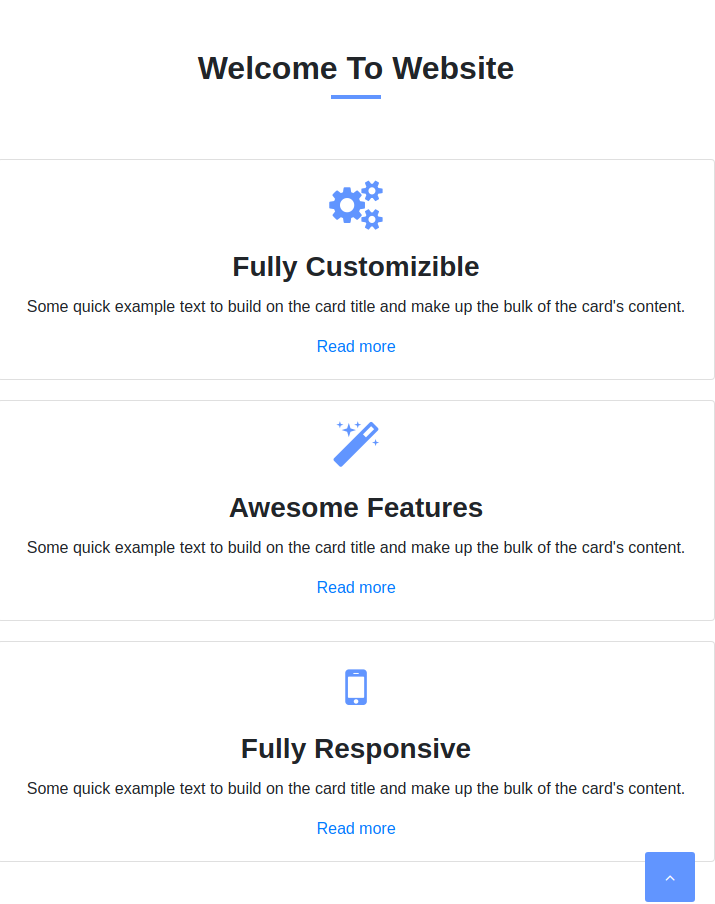 Welcome To Website
Fully Customizible
Some quick example text to build on the card title and make up the bulk of the card's content.
Read more
Awesome Features
Some quick example text to build on the card title and make up the bulk of the card's content.
Read more
Fully Responsive
Some quick example text to build on the card title and make up the bulk of the card's content.
Read more